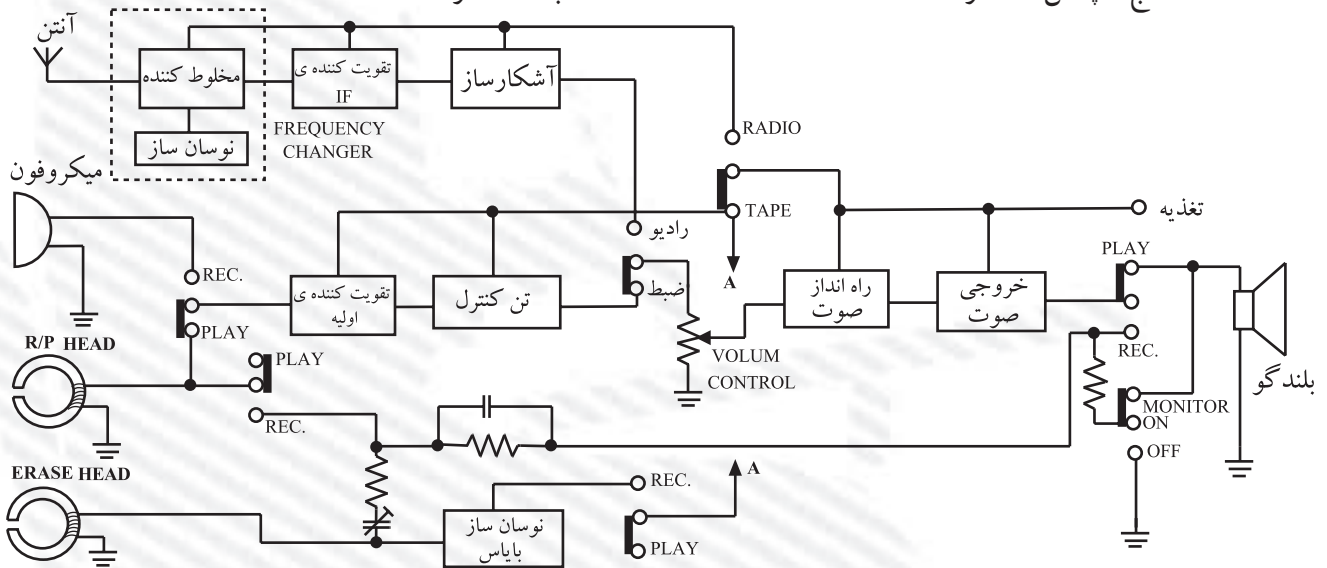 آنتن
مخلوط کننده
تقویت کننده ی
IF
آشکارساز
FREQUENCY
CHANGER
نوسان ساز
RADIO
میکروفون
TAPE
رادیو
تغذیه
A
REC.
PLAY
تقویت کننده ی
اولیه
تن کنترل
ضبط
راه انداز
صوت
خروجی
صوت
PLAY
REC.
R/P HEAD
PLAY
REC.
VOLUM
CONTROL
MONITOR
ON
OFF
بلندگو
ERASE HEAD
نوسان ساز
بایاس
REC.
PLAY
A